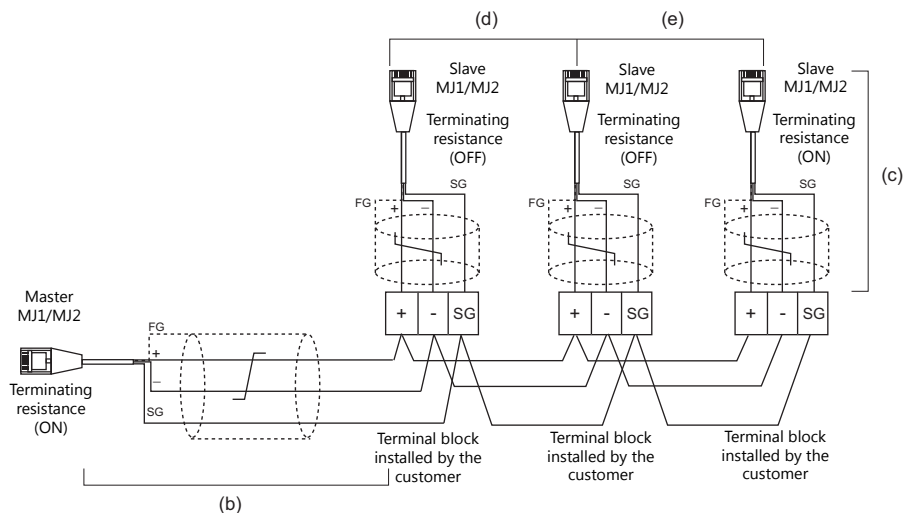 (d)
(e)
Slave
MJ1/MJ2
Terminating
resistance
(OFF)
Slave
MJ1/MJ2
Terminating
resistance
(OFF)
Slave
MJ1/MJ2
Terminating
resistance
(ON)
(c)
SG
FG
+
−
SG
FG
+
−
SG
FG
+
−
+
-
SG
+
-
SG
+
-
SG
Master
MJ1/MJ2
FG
+
−
SG
Terminating
resistance
(ON)
Terminal block
installed by the
customer
Terminal block
installed by the
customer
Terminal block
installed by the
customer
(b)